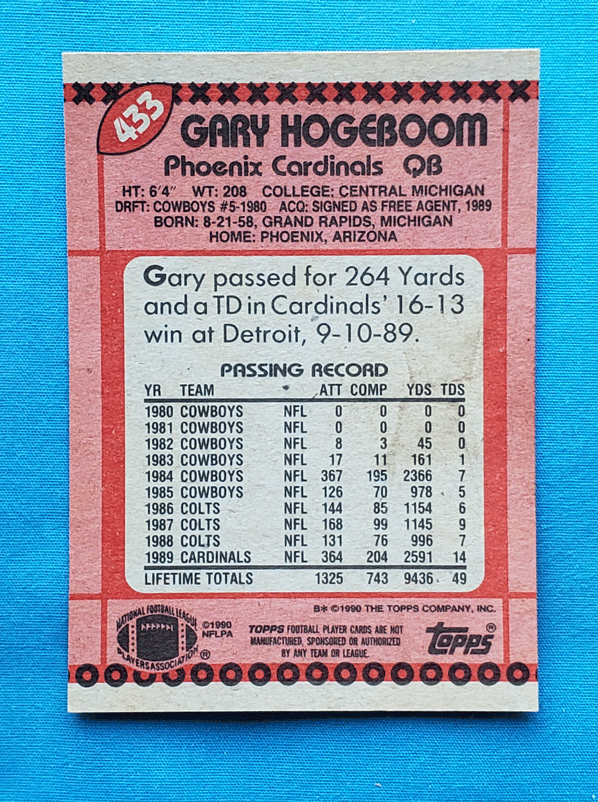 433
GARY HOGEBOOM
Phoenix Cardinals QB
HT: 6'4" WT: 208 COLLEGE: CENTRAL MICHIGAN
DRFT: COWBOYS #5-1980 ACQ: SIGNED AS FREE AGENT, 1989
BORN: 8-21-58, GRAND RAPIDS, MICHIGAN
HOME: PHOENIX, ARIZONA
Gary passed for 264 Yards
and a TD in Cardinals' 16-13
win at Detroit, 9-10-89.
PASSING RECORD
YR TEAM ATT COMP YDS TDS
1980 COWBOYS NFL 0 0 0 0
1981 COWBOYS NFL 0 0 0 0
1982 COWBOYS NFL 8 3 45 0
1983 COWBOYS NFL 17 11 161 1
1984 COWBOYS NFL 367 195 2366 7
1985 COWBOYS NFL 126 70 978 5
1986 COLTS NFL 144 85 1154 6
1987 COLTS NFL 168 99 1145 9
1988 COLTS NFL 131 76 996 7
1989 CARDINALS NFL 364 204 2591 14
LIFETIME TOTALS 1325 743 9436 49
B* ©1990 THE TOPPS COMPANY, INC.
NATIONAL FOOTBALL LEAGUE
PLAYERS ASSOCIATION ®
©1990
NFLPA
TOPPS FOOTBALL PLAYER CARDS ARE NOT
MANUFACTURED, SPONSORED OR AUTHORIZED
BY ANY TEAM OR LEAGUE.
topps®